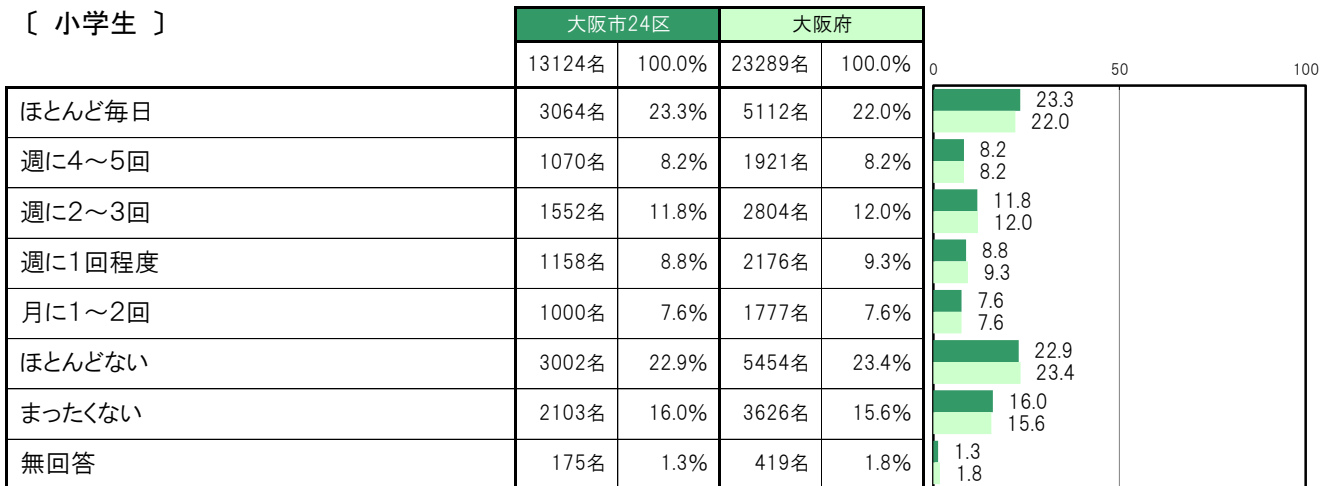 〔 小学生 〕
大阪市24区 大阪府
13124名 100.0% 23289名 100.0%
0 50 100
ほとんど毎日 3064名 23.3% 5112名 22.0% 23.3
22.0
週に4～5回 1070名 8.2% 1921名 8.2% 8.2
8.2
週に2～3回 1552名 11.8% 2804名 12.0% 11.8
12.0
週に1回程度 1158名 8.8% 2176名 9.3% 8.8
9.3
月に1～2回 1000名 7.6% 1777名 7.6% 7.6
7.6
ほとんどない 3002名 22.9% 5454名 23.4% 22.9
23.4
まったくない 2103名 16.0% 3626名 15.6% 16.0
15.6
無回答 175名 1.3% 419名 1.8% 1.3
1.8